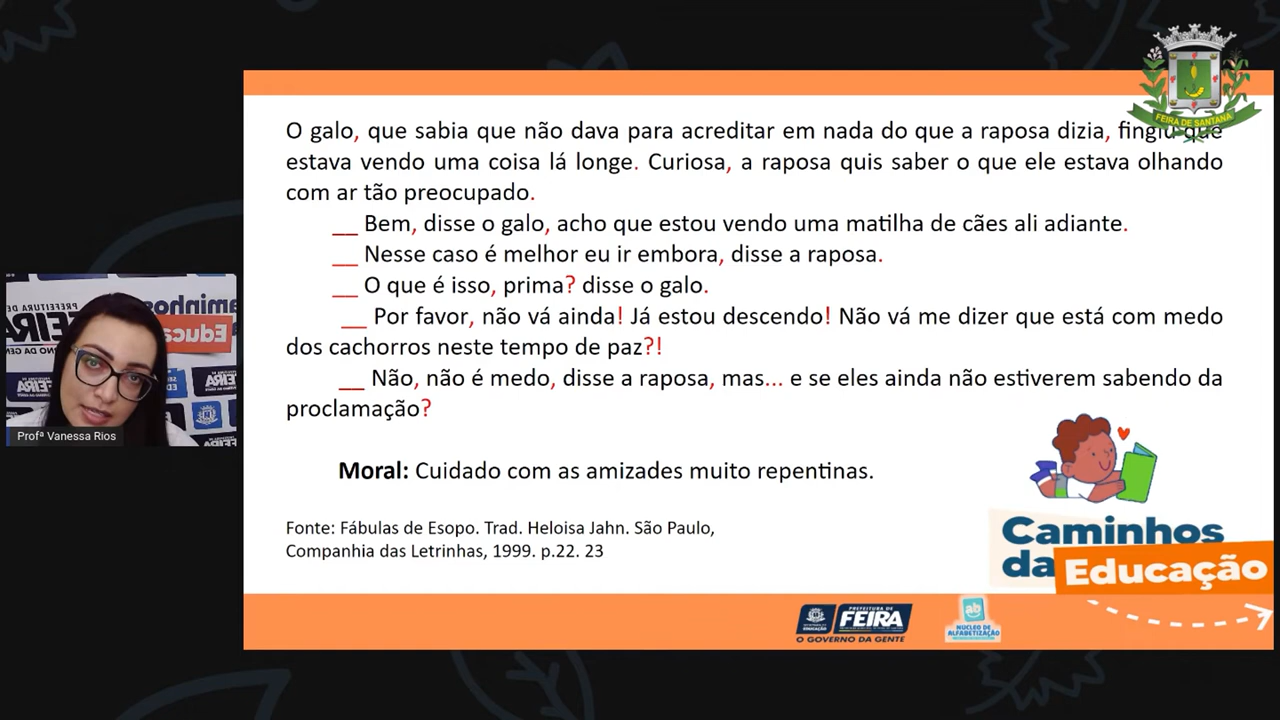 FEIRA DE SANTANA
O galo, que sabia que não dava para acreditar em nada do que a raposa dizia, fingiu que
estava vendo uma coisa lá longe. Curiosa, a raposa quis saber o que ele estava olhando
com ar tão preocupado.
__ Bem, disse o galo, acho que estou vendo uma matilha de cães ali adiante.
__ Nesse caso é melhor eu ir embora, disse a raposa.
__ O que é isso, prima? disse o galo.
__ Por favor, não vá ainda! Já estou descendo! Não vá me dizer que está com medo
dos cachorros neste tempo de paz?!
__ Não, não é medo, disse a raposa, mas... e se eles ainda não estiverem sabendo da
proclamação?
Moral: Cuidado com as amizades muito repentinas.
Fonte: Fábulas de Esopo. Trad. Heloisa Jahn. São Paulo,
Companhia das Letrinhas, 1999. p.22. 23
Profª Vanessa Rios
Caminhos
da Educação
PREFEITURA DE
FEIRA
O GOVERNO DA GENTE
EDUCAÇÃO
ab
NÚCLEO DE
ALFABETIZAÇÃO